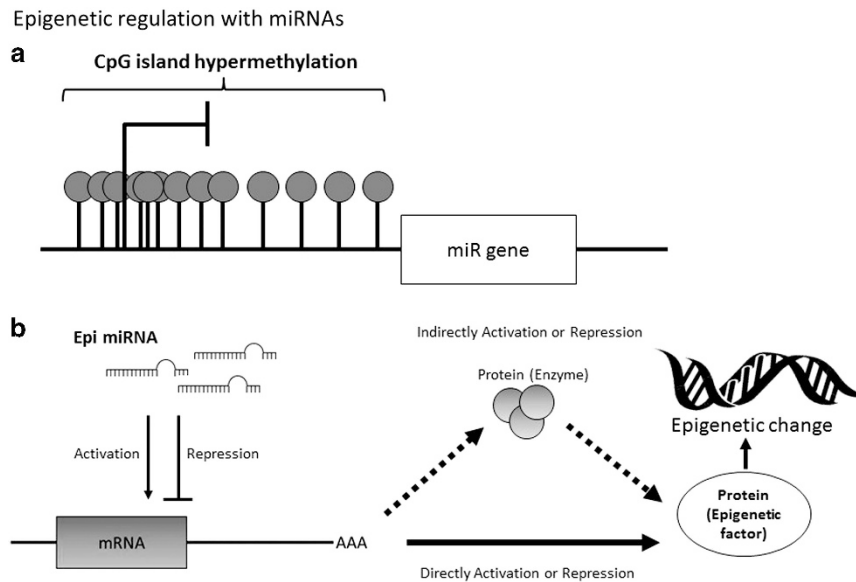 Epigenetic regulation with miRNAs
a
CpG island hypermethylation
miR gene
b
Epi miRNA
Indirectly Activation or Repression
Protein (Enzyme)
Epigenetic change
Activation
Repression
Protein
(Epigenetic
factor)
mRNA
AAA
Directly Activation or Repression